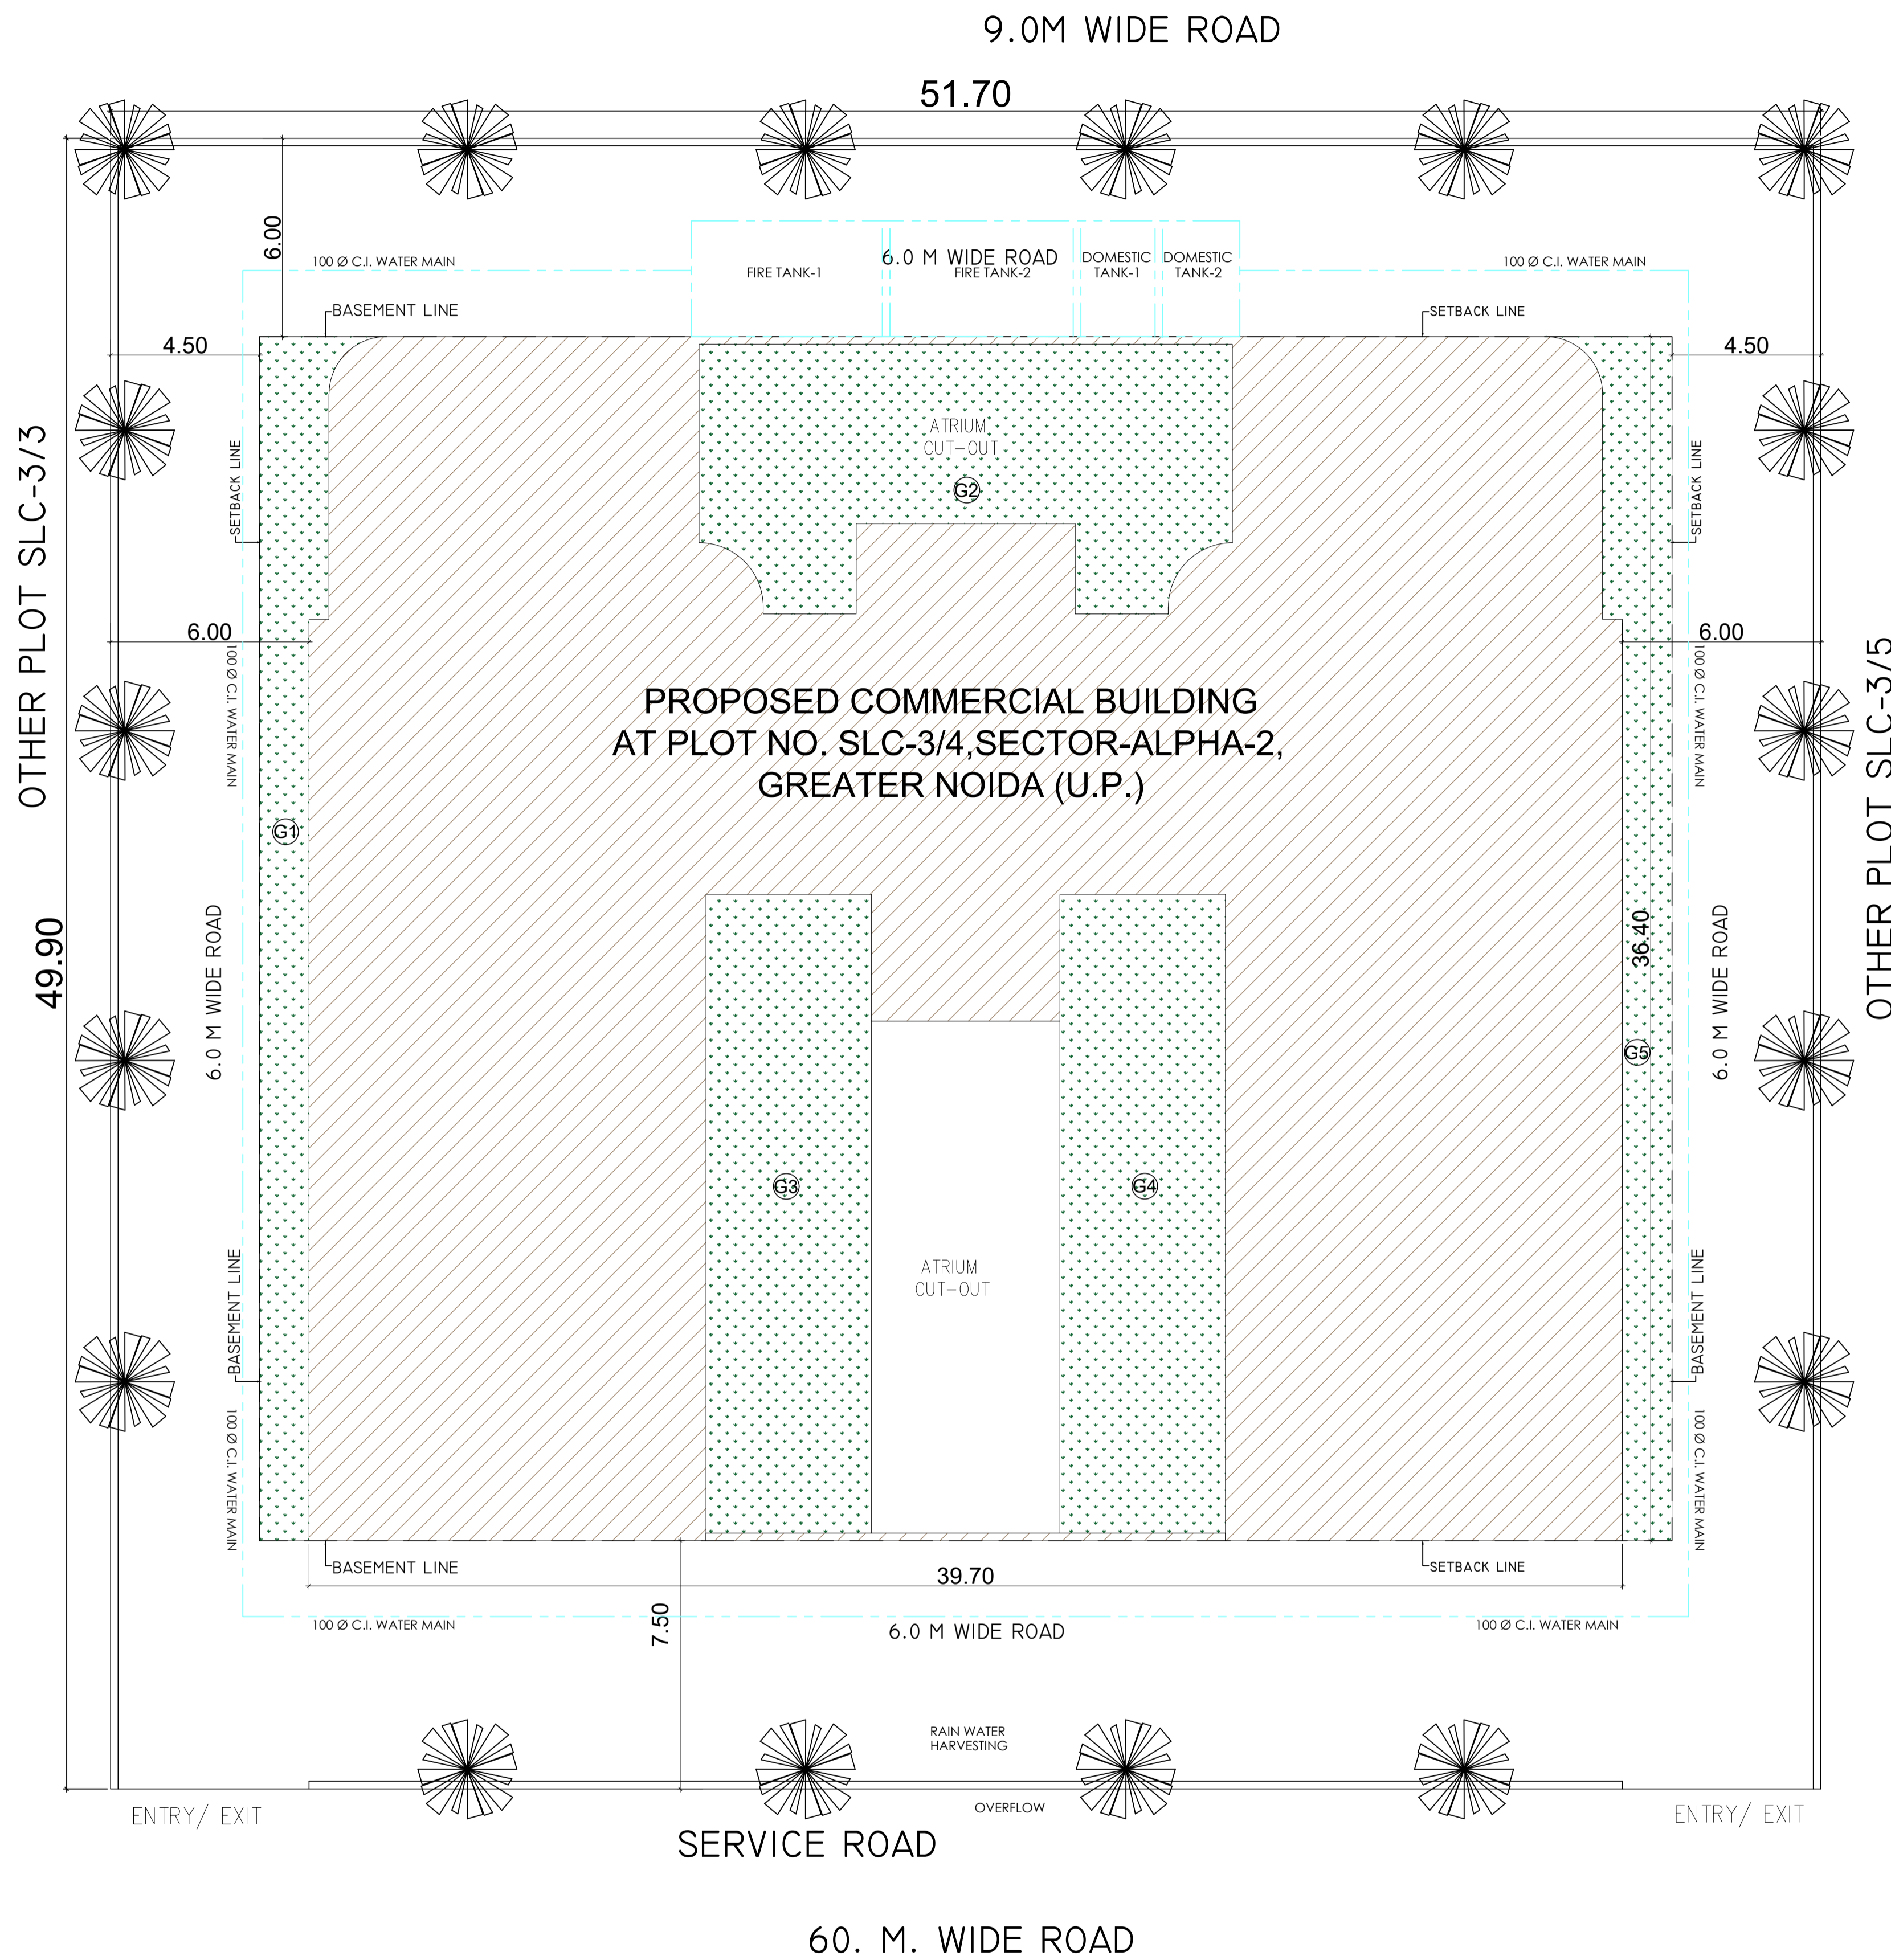 9.0M WIDE ROAD
51.70
6.00
100 Ø C.I. WATER MAIN
6.0 M WIDE ROAD
FIRE TANK-1
FIRE TANK-2
DOMESTIC
TANK-1
DOMESTIC
TANK-2
100 Ø C.I. WATER MAIN
BASEMENT LINE
SETBACK LINE
4.50
4.50
ATRIUM
CUT-OUT
G2
SETBACK LINE
SETBACK LINE
OTHER PLOT SLC-3/3
6.00
6.00
100 Ø C.I. WATER MAIN
100 Ø C.I. WATER MAIN
OTHER PLOT SLC-3/5
PROPOSED COMMERCIAL BUILDING
AT PLOT NO. SLC-3/4,SECTOR-ALPHA-2,
GREATER NOIDA (U.P.)
G1
49.90
6.0 M WIDE ROAD
36.40
6.0 M WIDE ROAD
G5
G3
G4
ATRIUM
CUT-OUT
BASEMENT LINE
BASEMENT LINE
100 Ø C.I. WATER MAIN
100 Ø C.I. WATER MAIN
BASEMENT LINE
SETBACK LINE
39.70
7.50
100 Ø C.I. WATER MAIN
6.0 M WIDE ROAD
100 Ø C.I. WATER MAIN
RAIN WATER
HARVESTING
ENTRY/ EXIT
OVERFLOW
ENTRY/ EXIT
SERVICE ROAD
60. M. WIDE ROAD